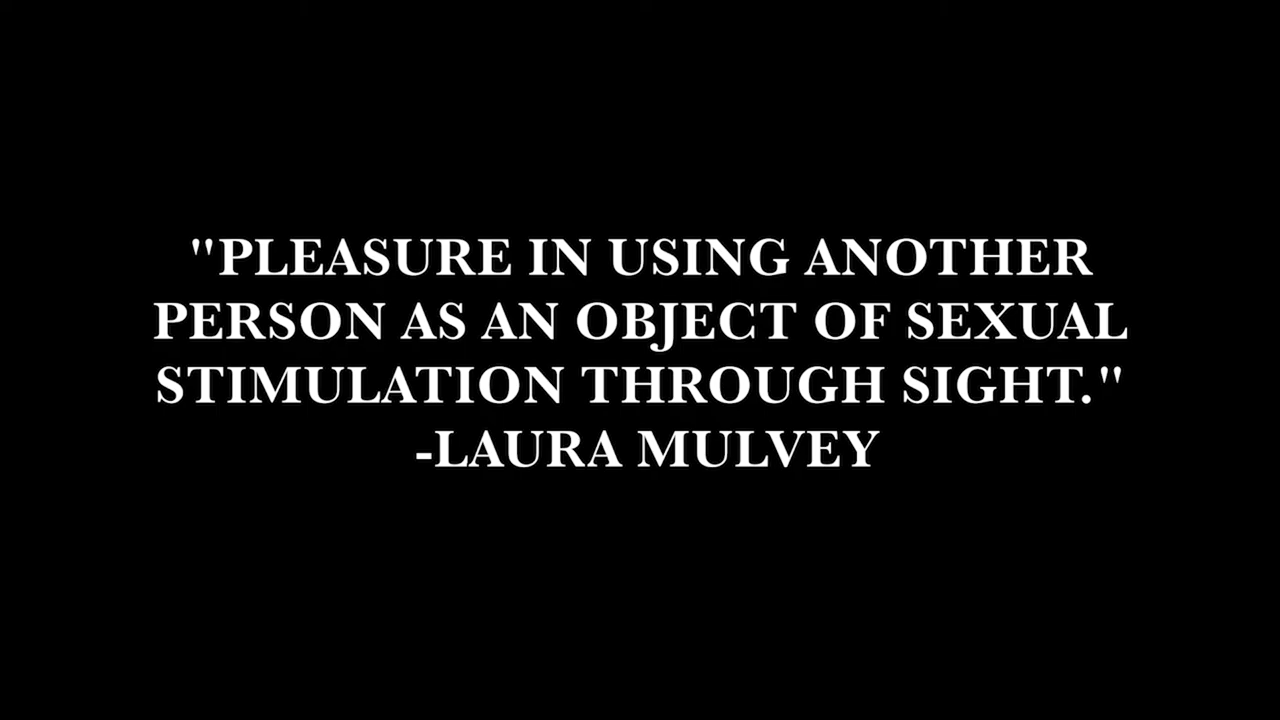 "PLEASURE IN USING ANOTHER
PERSON AS AN OBJECT OF SEXUAL
STIMULATION THROUGH SIGHT."
-LAURA MULVEY